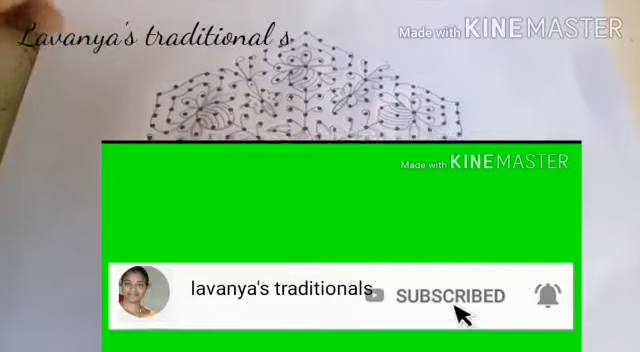 Lavanya's traditional s
Made with KINEMASTER
Made with KINEMASTER
lavanya's traditionals
SUBSCRIBED